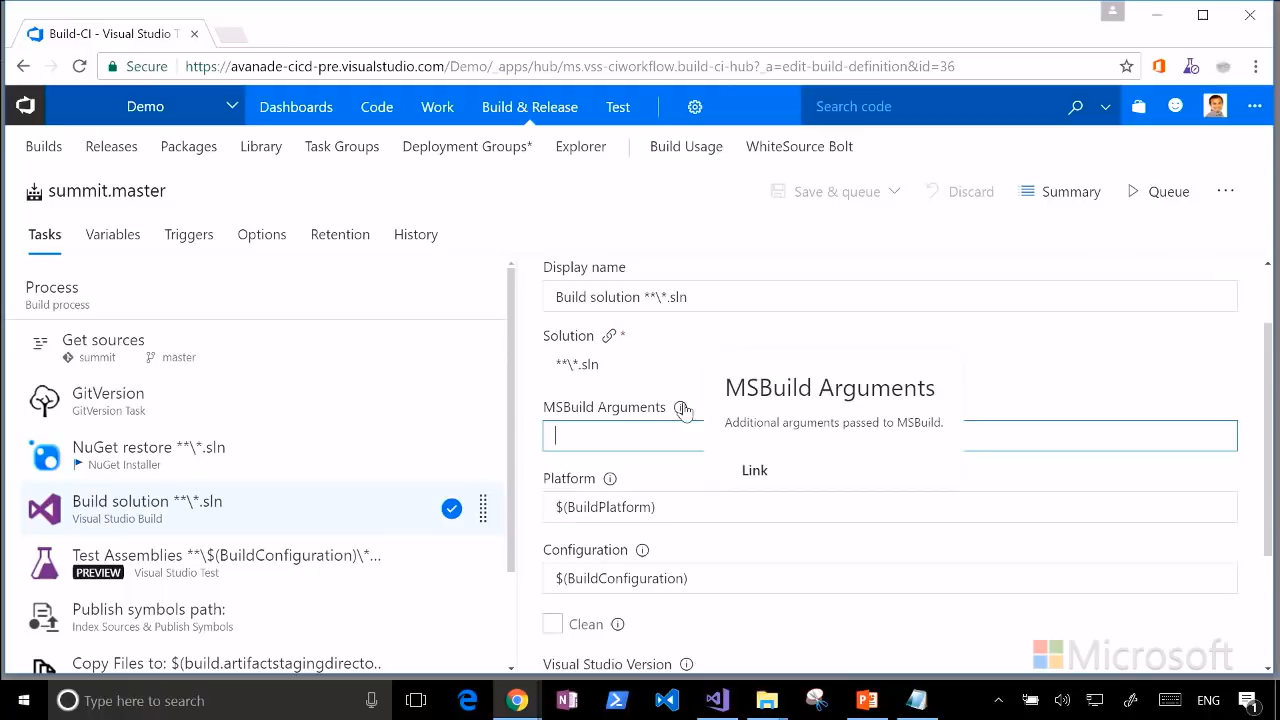 Build-CI - Visual Studio T
Secure
https://avanade-cicd-pre.visualstudio.com/Demo/_apps/hub/ms.vss-ciworkflow.build-ci-hub?_a=edit-build-definition&id=36
Demo
Dashboards
Code
Work
Build & Release
Test
Search code
Builds
Releases
Packages
Library
Task Groups
Deployment Groups*
Explorer
Build Usage
WhiteSource Bolt
summit.master
Save & queue
Discard
Summary
Queue
Tasks
Variables
Triggers
Options
Retention
History
Process
Build process
Get sources
summit
master
GitVersion
GitVersion Task
NuGet restore **\*.sln
NuGet Installer
Build solution **\*.sln
Visual Studio Build
Test Assemblies **\$(BuildConfiguration)\*...
PREVIEW Visual Studio Test
Publish symbols path:
Index Sources & Publish Symbols
Copy Files to: $(build.artifactstagingdirecto..
Display name
Build solution **\*.sln
Solution *
**\*.sln
MSBuild Arguments
MSBuild Arguments
Additional arguments passed to MSBuild.
Link
Platform
$(BuildPlatform)
Configuration
$(BuildConfiguration)
Clean
Visual Studio Version
Microsoft
Type here to search
ENG
1